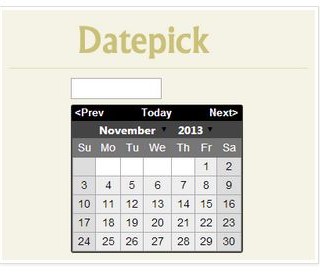 Datepick
<Prev Today Next>
November 2013
Su Mo Tu We Th Fr Sa
1 2
3 4 5 6 7 8 9
10 11 12 13 14 15 16
17 18 19 20 21 22 23
24 25 26 27 28 29 30